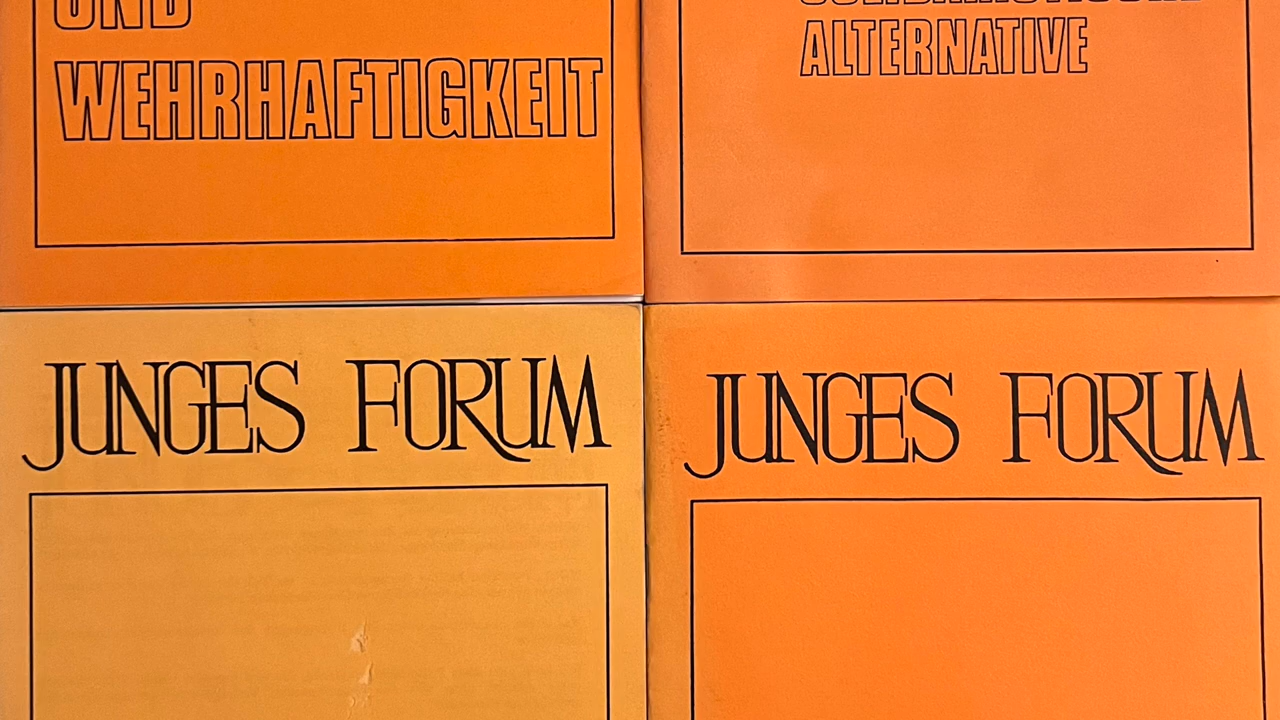 UND
WEHRHAFTIGKEIT
ALTERNATIVE
JUNGES FORUM
JUNGES FORUM